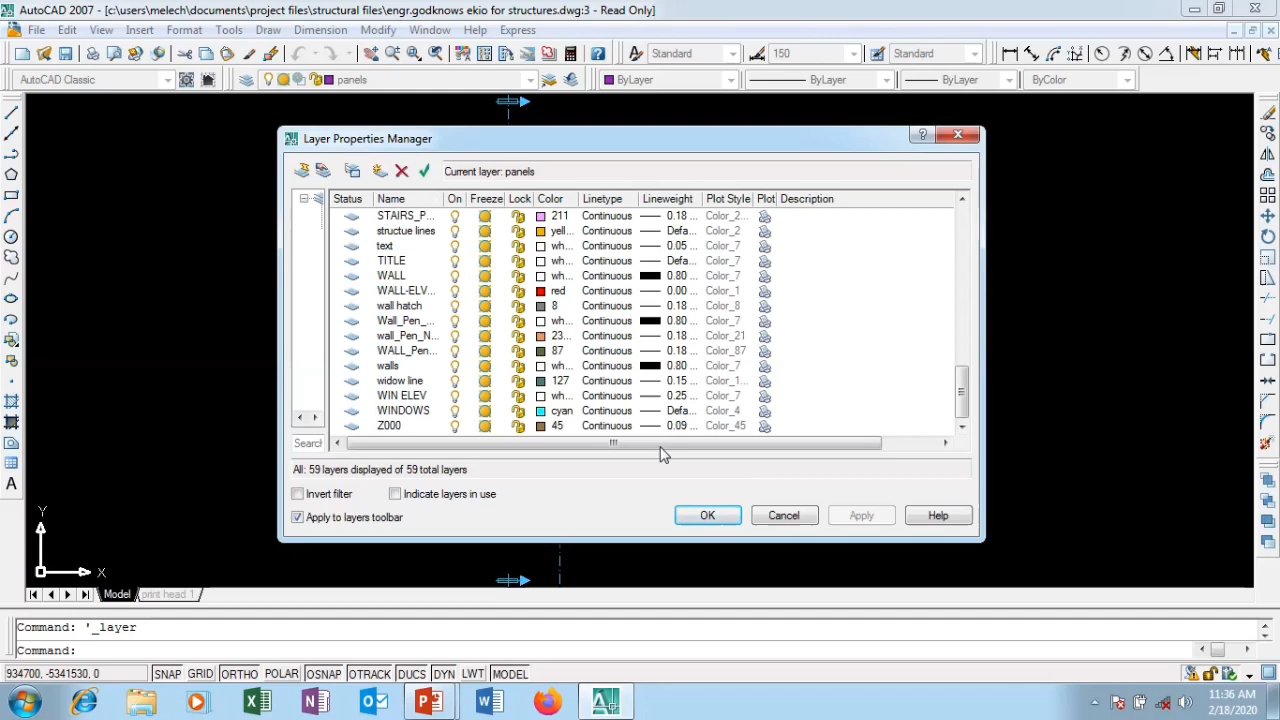 AutoCAD 2007 - [c:\users\melech\documents\project files\structural files\engr.godknows ekio for structures.dwg:3 - Read Only]
File Edit View Insert Format Tools Draw Dimension Modify Window Help Express
Standard 150 Standard
AutoCAD Classic panels ByLayer ByLayer ByLayer ByColor
Layer Properties Manager
Current layer: panels
Status Name On Freeze Lock Color Linetype Lineweight Plot Style Plot Description
STAIRS_P... 211 Continuous 0.18 ... Color_2...
structue lines yell... Continuous Defa... Color_2
text wh... Continuous 0.05 ... Color_7
TITLE wh... Continuous Defa... Color_7
WALL wh... Continuous 0.80 ... Color_7
WALL-ELV... red Continuous 0.00 ... Color_1
wall hatch 8 Continuous 0.18 ... Color_8
Wall_Pen_... wh... Continuous 0.80 ... Color_7
wall_Pen_N... 23... Continuous 0.18 ... Color_21
WALL_Pen... 87 Continuous 0.18 ... Color_87
walls wh... Continuous 0.80 ... Color_7
widow line 127 Continuous 0.15 ... Color_1...
WIN ELEV wh... Continuous 0.25 ... Color_7
WINDOWS cyan Continuous Defa... Color_4
Z000 45 Continuous 0.09 ... Color_45
Search
All: 59 layers displayed of 59 total layers
Invert filter Indicate layers in use
Apply to layers toolbar
OK Cancel Apply Help
Y
X
Model print head 1
Command: '_layer
Command:
934700, -5341530, 0 SNAP GRID ORTHO POLAR OSNAP OTRACK DUCS DYN LWT MODEL
11:36 AM
2/18/2020